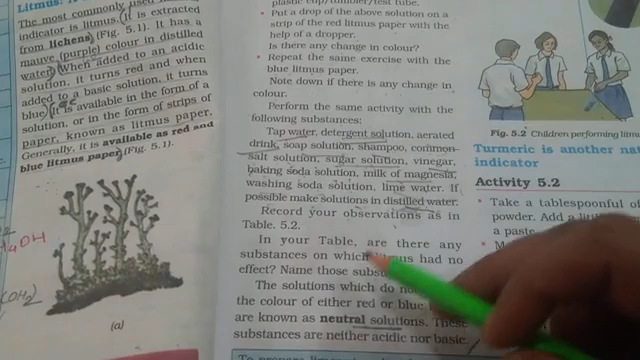 Litmus:
The most commonly used
indicator is litmus. It is extracted
from lichens (Fig. 5.1). It has a
mauve (purple) colour in distilled
water. When added to an acidic
solution, it turns red and when
added to a basic solution, it turns
blue. It is available in the form of a
solution, or in the form of strips of
paper, known as litmus paper.
Generally, it is available as red and
blue litmus paper (Fig. 5.1).
(a)
plastic cup/tumbler/test tube.
• Put a drop of the above solution on a
strip of the red litmus paper with the
help of a dropper.
Is there any change in colour?
• Repeat the same exercise with the
blue litmus paper.
Note down if there is any change in
colour.
Perform the same activity with the
following substances:
Tap water, detergent solution, aerated
drink, soap solution, shampoo, common
salt solution, sugar solution, vinegar,
baking soda solution, milk of magnesia,
washing soda solution, lime water. If
possible make solutions in distilled water.
Record your observations as in
Table. 5.2.
In your Table, are there any
substances on which litmus had no
effect? Name those
The solutions which do
the colour of either red or blue
are known as neutral solutions. These
substances are neither acidic nor basic.
Fig. 5.2 Children performing
Turmeric is another
indicator
Activity 5.2
• Take a tablespoonful of
powder. Add a
a paste.